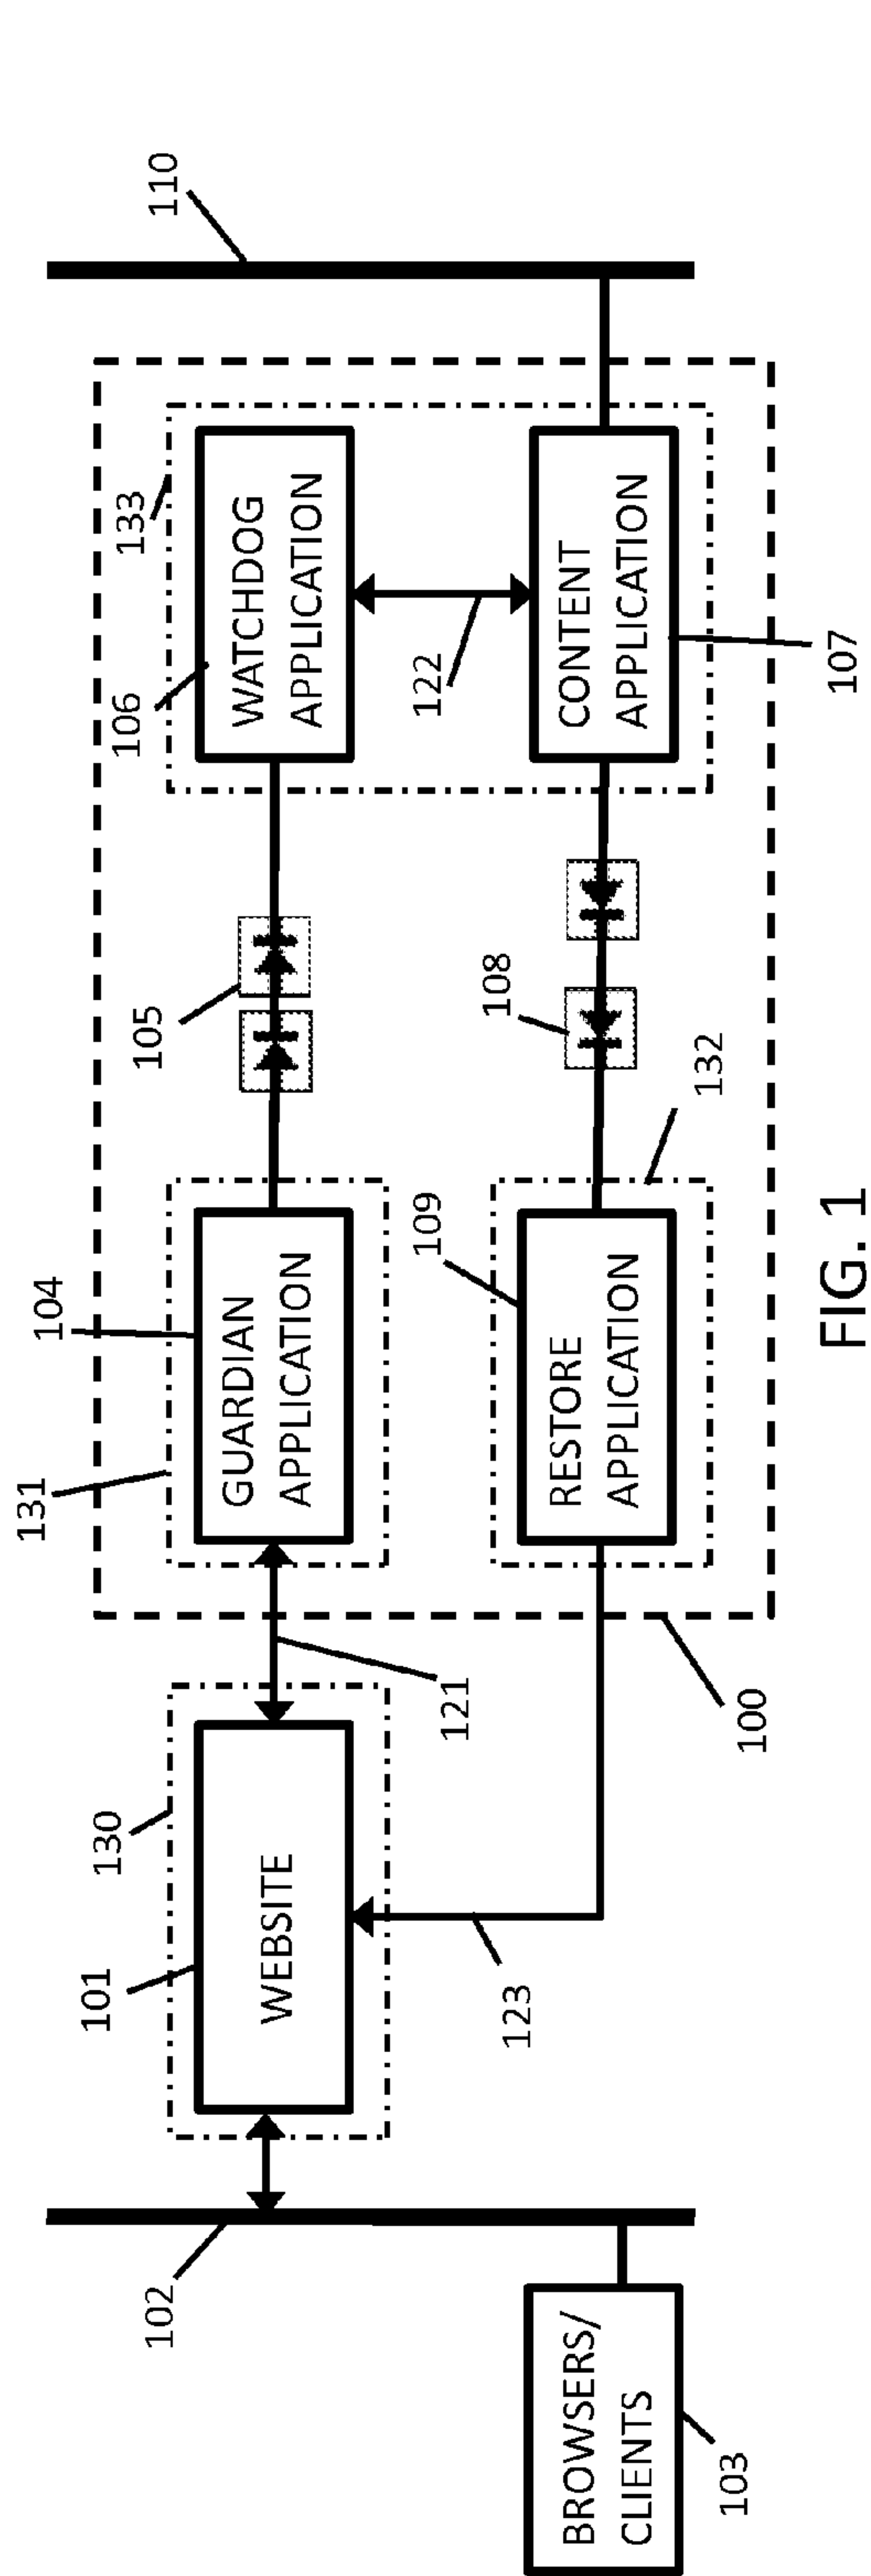 102
101
130
131
104
105
106
133
110
WEBSITE
121
GUARDIAN
APPLICATION
WATCHDOG
APPLICATION
122
103
BROWSERS/
CLIENTS
123
100
109
RESTORE
APPLICATION
132
108
CONTENT
APPLICATION
107
FIG. 1